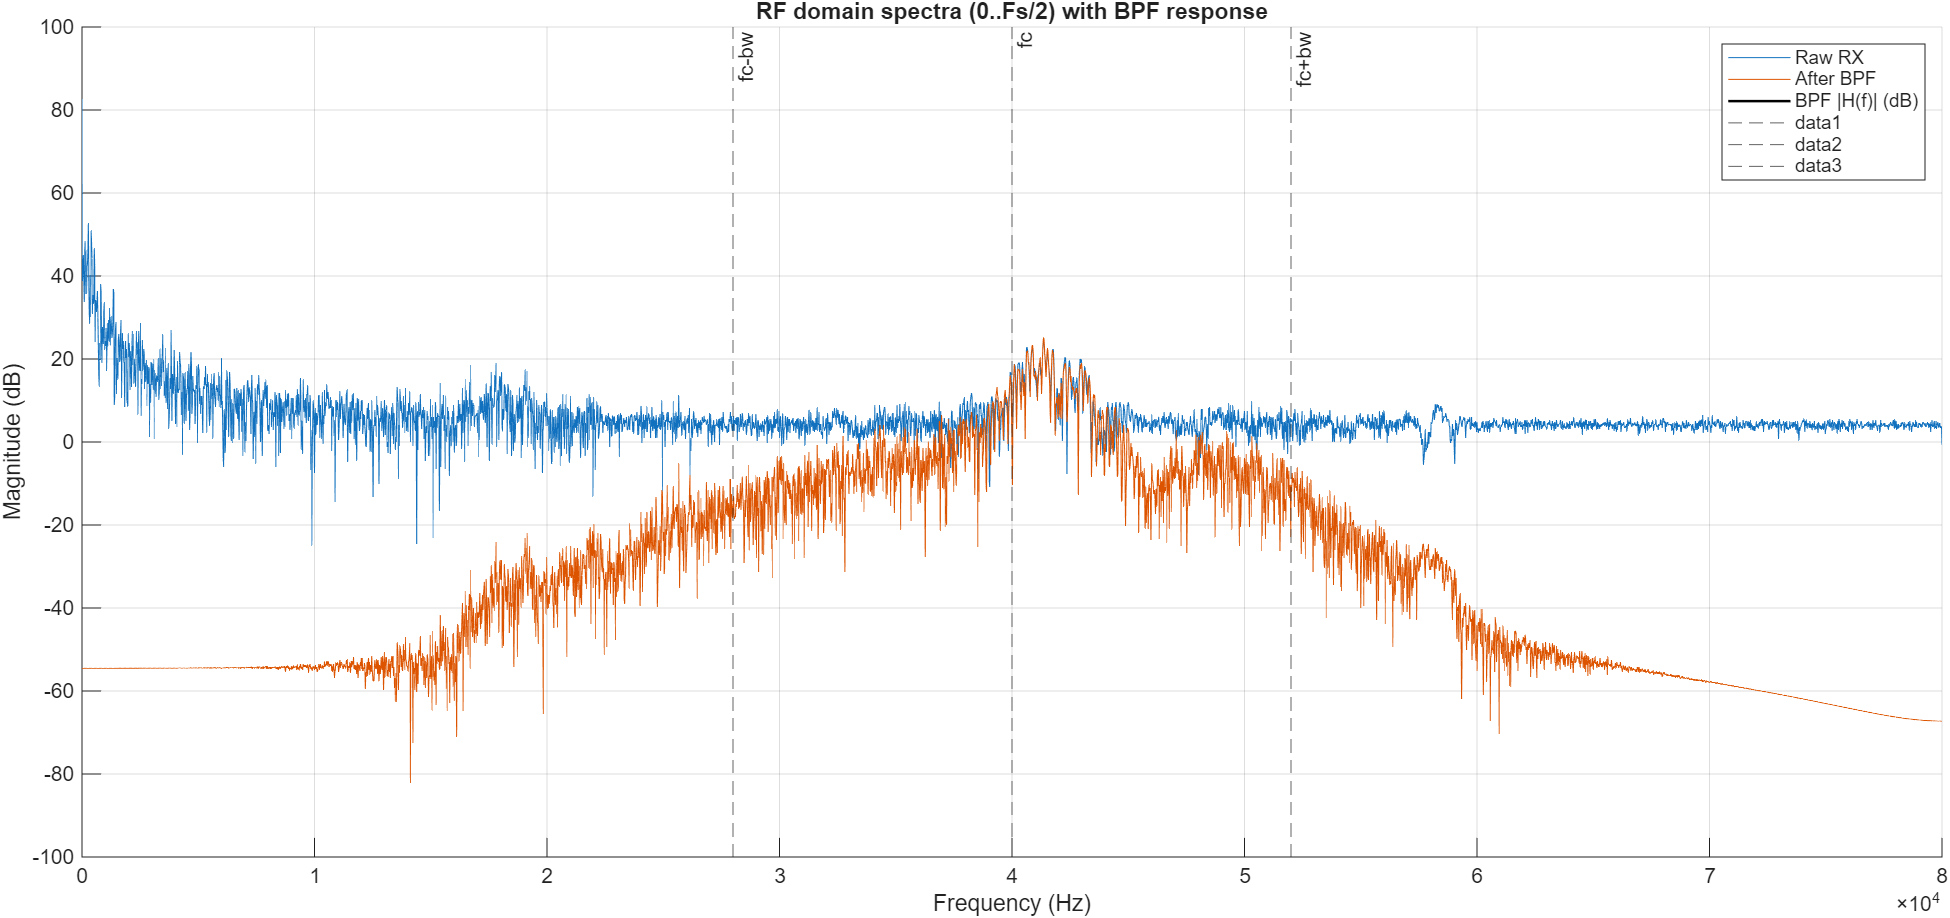 RF domain spectra (0..Fs/2) with BPF response
100
80
60
40
20
0
-20
-40
-60
-80
-100
Magnitude (dB)
fc-bw
fc
fc+bw
Raw RX
After BPF
BPF |H(f)| (dB)
data1
data2
data3
0 1 2 3 4 5 6 7 8
Frequency (Hz)
×10⁴